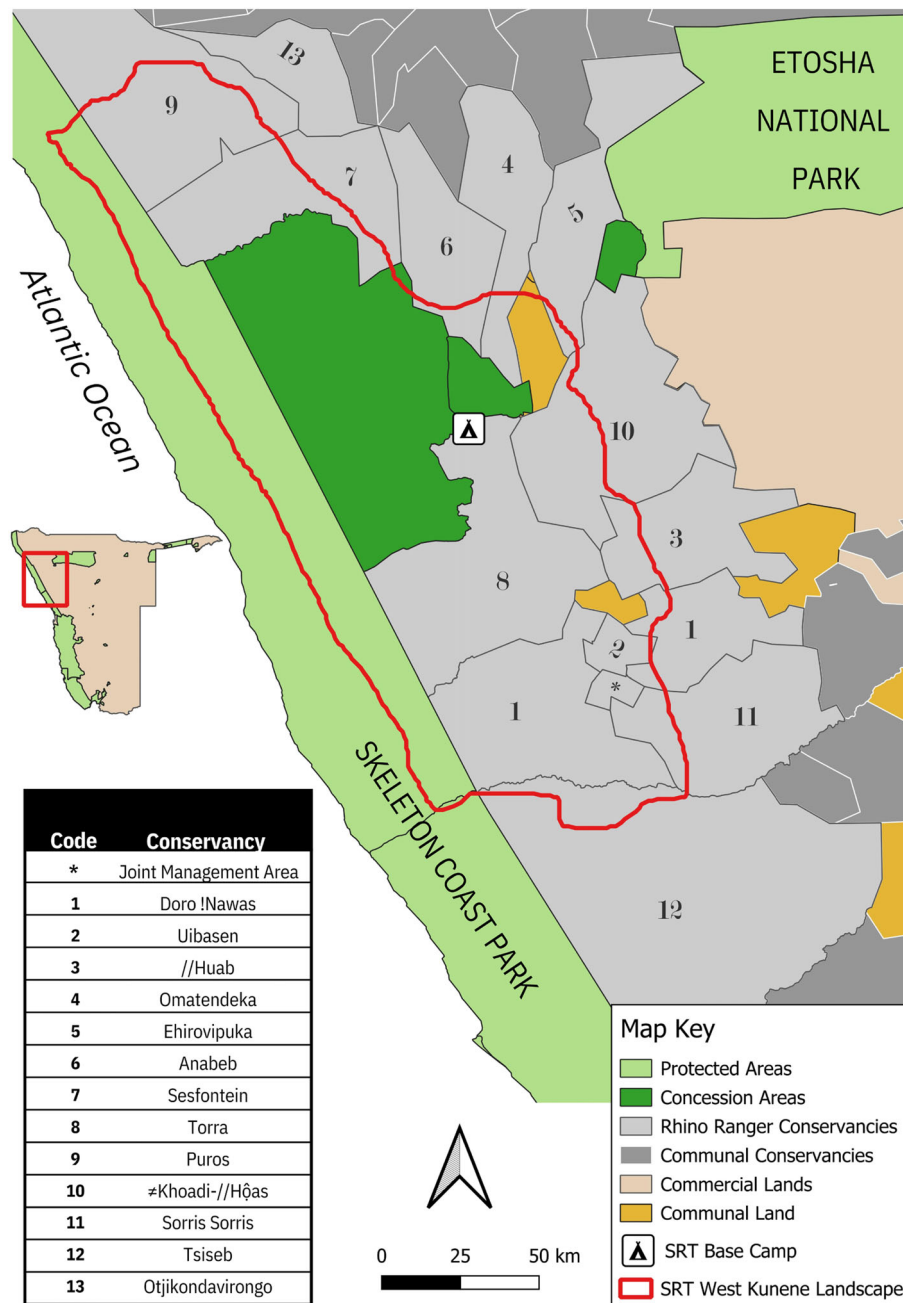 ETOSHA
NATIONAL
PARK
13
9
4
7
5
6
Atlantic Ocean
10
3
8
1
2
*
1
11
SKELETON COAST PARK
12
Code Conservancy
* Joint Management Area
1 Doro !Nawas
2 Uibasen
3 //Huab
4 Omatendeka
5 Ehirovipuka
6 Anabeb
7 Sesfontein
8 Torra
9 Puros
10 ≠Khoadi-//Hộas
11 Sorris Sorris
12 Tsiseb
13 Otjikondavirongo
0 25 50 km
Map Key
Protected Areas
Concession Areas
Rhino Ranger Conservancies
Communal Conservancies
Commercial Lands
Communal Land
SRT Base Camp
SRT West Kunene Landscape